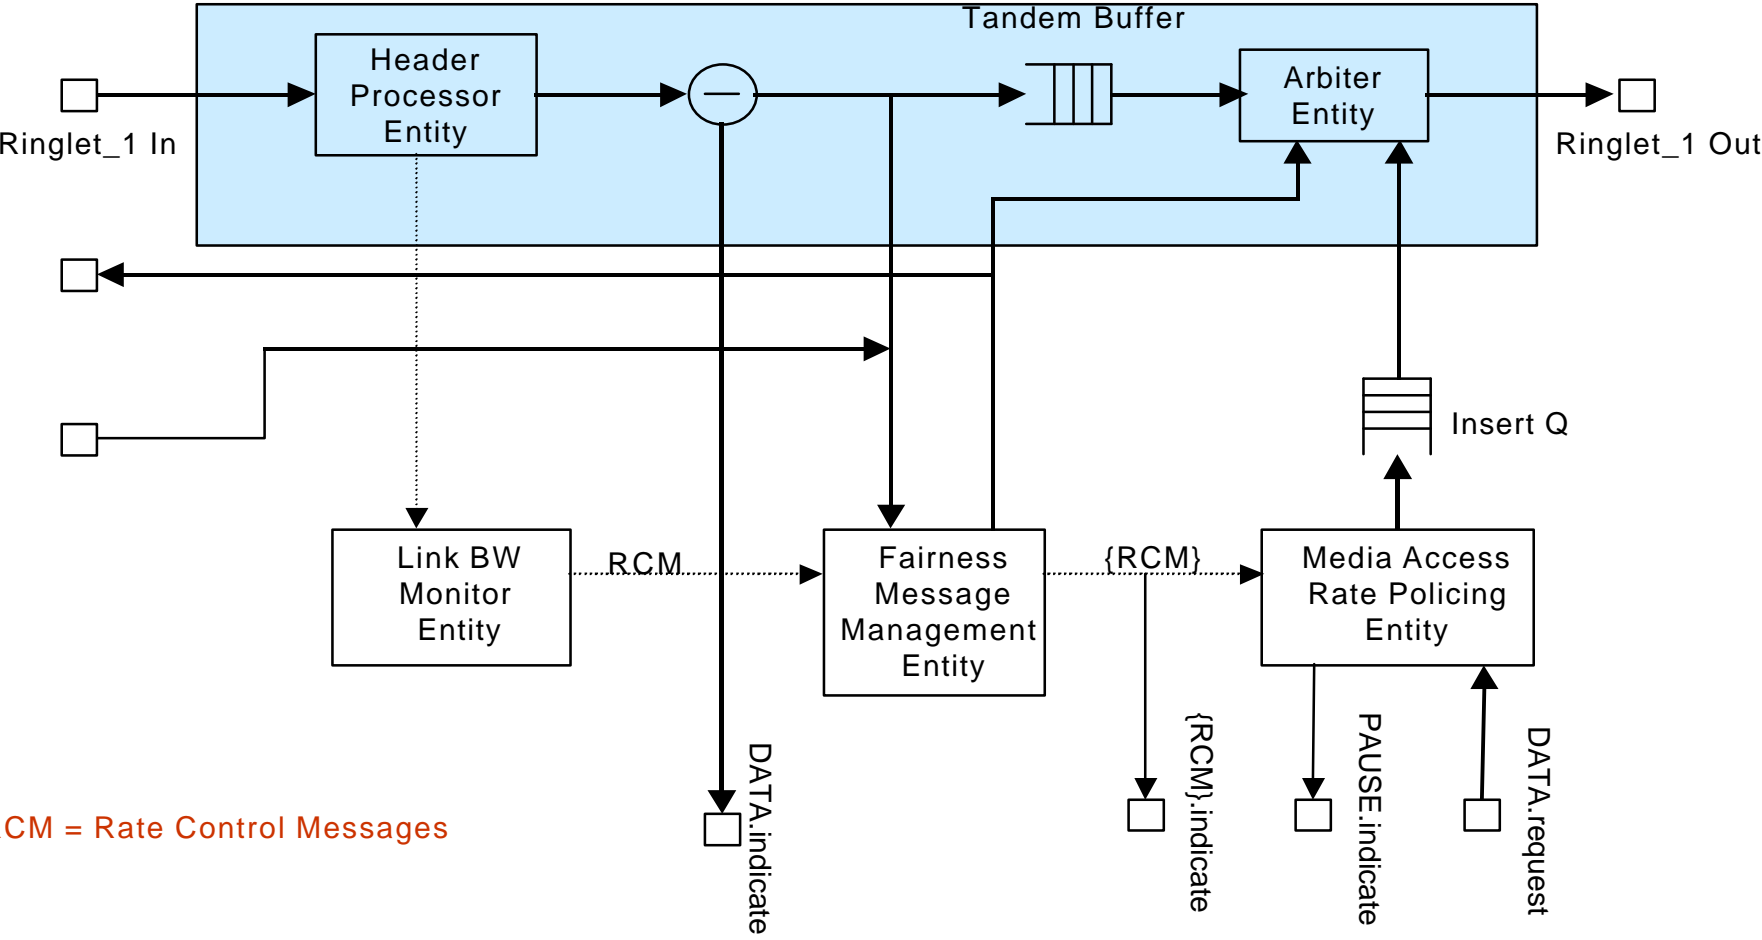 Tandem Buffer
Header
Processor
Entity
Arbiter
Entity
Ringlet_1 In
Ringlet_1 Out
Insert Q
Link BW
Monitor
Entity
RCM
Fairness
Message
Management
Entity
{RCM}
Media Access
Rate Policing
Entity
DATA.indicate
{RCM}.indicate
PAUSE.indicate
DATA.request
CM = Rate Control Messages